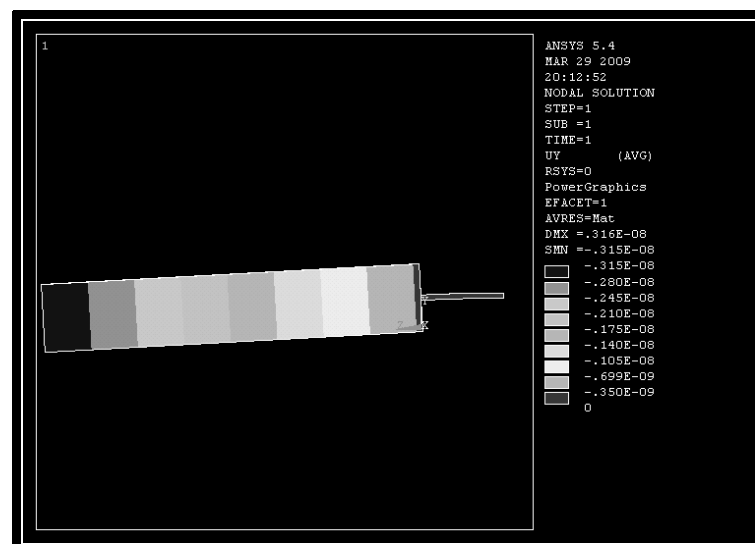 1
ANSYS 5.4
MAR 29 2009
20:12:52
NODAL SOLUTION
STEP=1
SUB =1
TIME=1
UY (AVG)
RSYS=0
PowerGraphics
EFACET=1
AVRES=Mat
DMX =.316E-08
SMN =-.315E-08
-.315E-08
-.280E-08
-.245E-08
-.210E-08
-.175E-08
-.140E-08
-.105E-08
-.699E-09
-.350E-09
0
Y
Z X